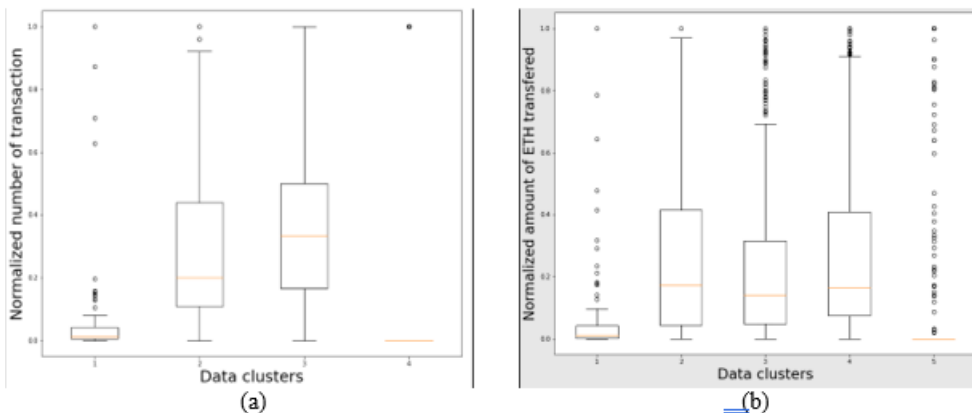 Normalized number of transaction
1.0
0.8
0.6
0.4
0.2
0.0
1 2 3 4
Data clusters
(a)
Normalized amount of ETH transfered
1.0
0.8
0.6
0.4
0.2
0.0
1 2 3 4 5
Data clusters
(b)